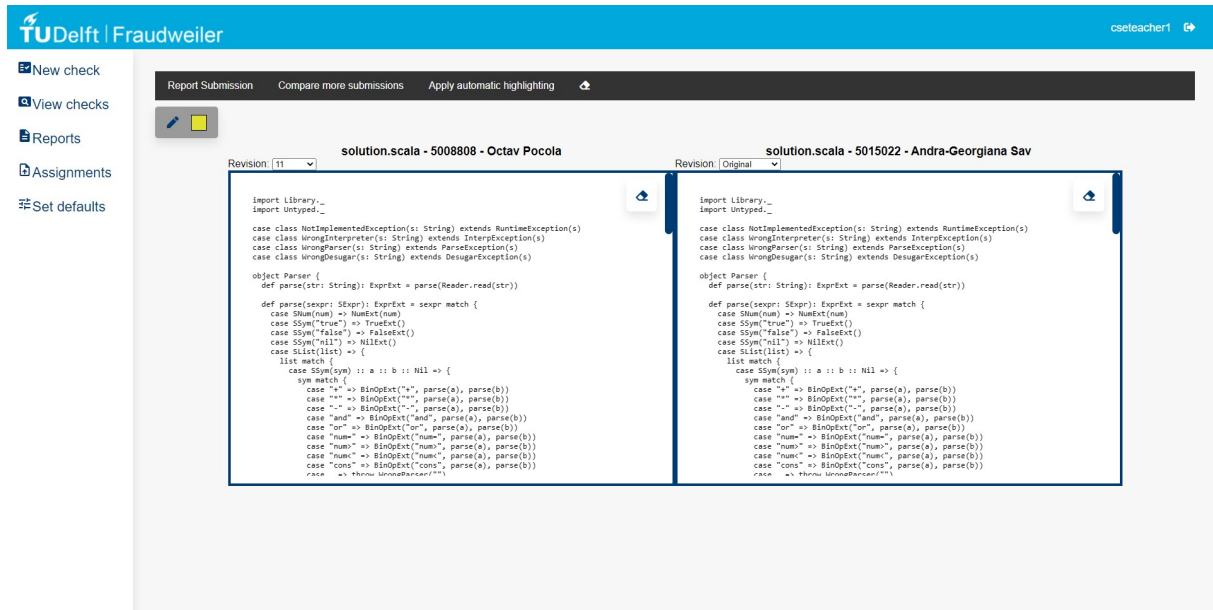 TUDelft | Fraudweiler
cseteacher1
New check
View checks
Reports
Assignments
Set defaults
Report Submission Compare more submissions Apply automatic highlighting
solution.scala - 5008808 - Octav Pocola
Revision: 11
import Library._
import Untyped._
case class NotImplementedException(s: String) extends RuntimeException(s)
case class WrongInterpreter(s: String) extends InterpException(s)
case class WrongParser(s: String) extends ParseException(s)
case class WrongDesugar(s: String) extends DesugarException(s)
object Parser {
def parse(str: String): ExprExt = parse(Reader.read(str))
def parse(sexpr: SExpr): ExprExt = sexpr match {
case SNum(num) => NumExt(num)
case SSym("true") => TrueExt()
case SSym("false") => FalseExt()
case SSym("nil") => NilExt()
case SList(list) => {
list match {
case SSym(sym) :: a :: b :: Nil => {
sym match {
case "+" => BinOpExt("+", parse(a), parse(b))
case "*" => BinOpExt("*", parse(a), parse(b))
case "-" => BinOpExt("-", parse(a), parse(b))
case "and" => BinOpExt("and", parse(a), parse(b))
case "or" => BinOpExt("or", parse(a), parse(b))
case "num=" => BinOpExt("num=", parse(a), parse(b))
case "num>" => BinOpExt("num>", parse(a), parse(b))
case "num<" => BinOpExt("num<", parse(a), parse(b))
case "cons" => BinOpExt("cons", parse(a), parse(b))
case _ => throw WrongParser("")
solution.scala - 5015022 - Andra-Georgiana Sav
Revision: Original
import Library._
import Untyped._
case class NotImplementedException(s: String) extends RuntimeException(s)
case class WrongInterpreter(s: String) extends InterpException(s)
case class WrongParser(s: String) extends ParseException(s)
case class WrongDesugar(s: String) extends DesugarException(s)
object Parser {
def parse(str: String): ExprExt = parse(Reader.read(str))
def parse(sexpr: SExpr): ExprExt = sexpr match {
case SNum(num) => NumExt(num)
case SSym("true") => TrueExt()
case SSym("false") => FalseExt()
case SSym("nil") => NilExt()
case SList(list) => {
list match {
case SSym(sym) :: a :: b :: Nil => {
sym match {
case "+" => BinOpExt("+", parse(a), parse(b))
case "*" => BinOpExt("*", parse(a), parse(b))
case "-" => BinOpExt("-", parse(a), parse(b))
case "and" => BinOpExt("and", parse(a), parse(b))
case "or" => BinOpExt("or", parse(a), parse(b))
case "num=" => BinOpExt("num=", parse(a), parse(b))
case "num>" => BinOpExt("num>", parse(a), parse(b))
case "num<" => BinOpExt("num<", parse(a), parse(b))
case "cons" => BinOpExt("cons", parse(a), parse(b))
case _ => throw WrongParser("")